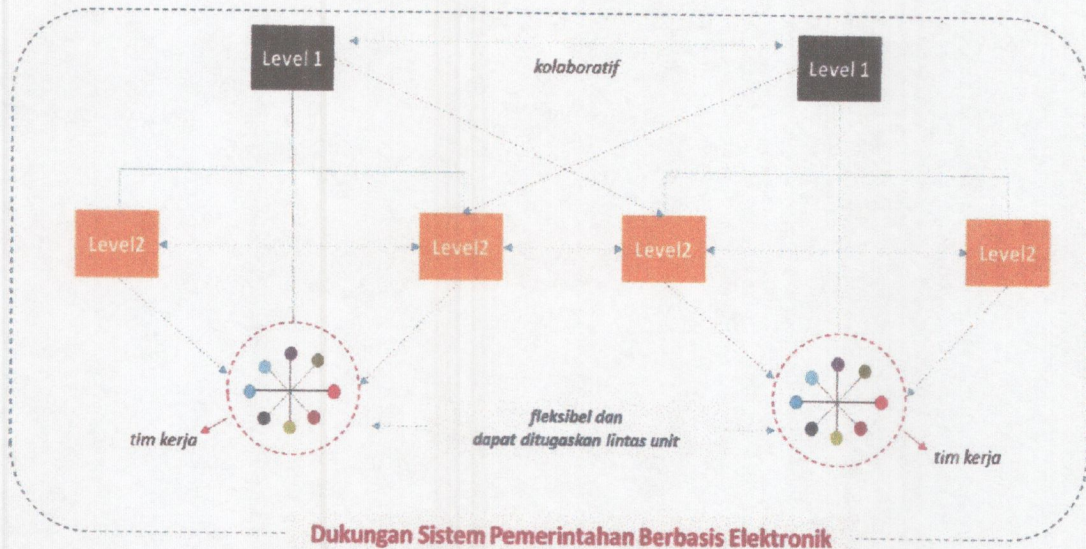 Level 1
kolaboratif
Level 1
Level2
Level2
Level2
Level2
tim kerja
fleksibel dan
dapat ditugaskan lintas unit
tim kerja
Dukungan Sistem Pemerintahan Berbasis Elektronik